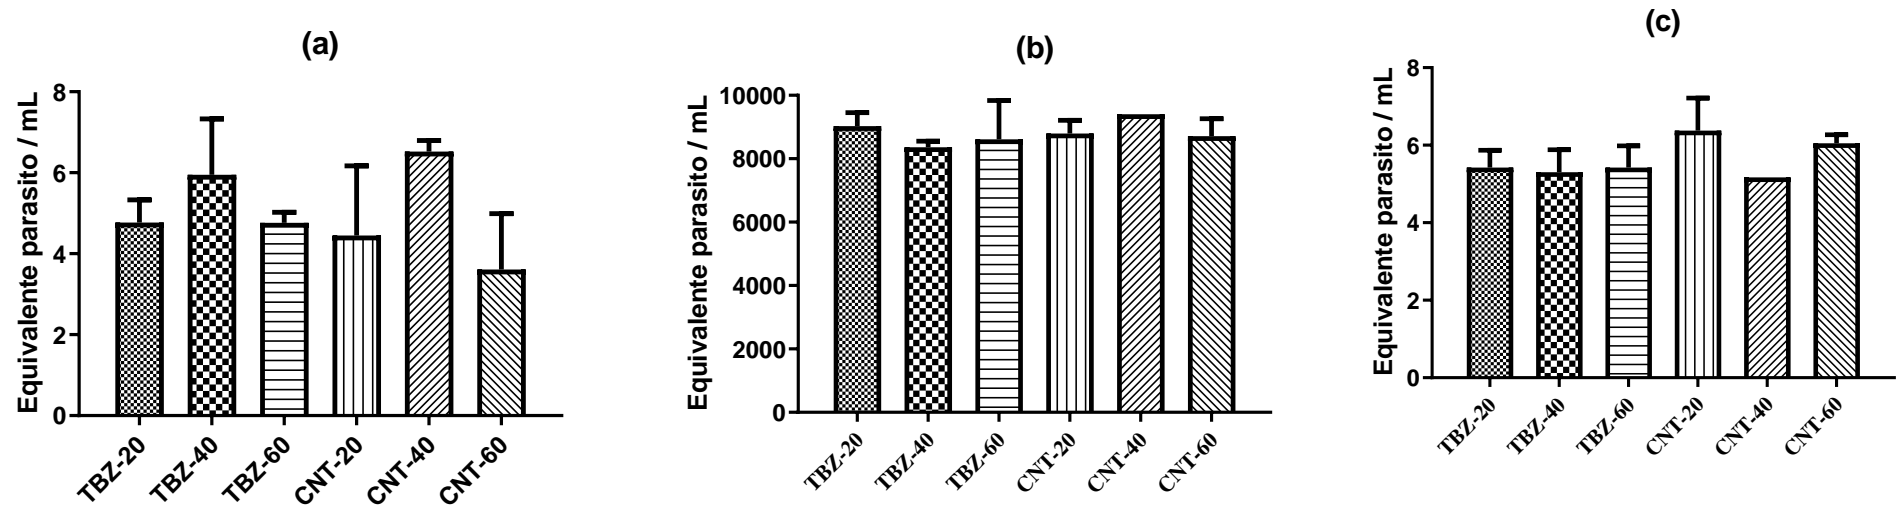 (a)
Equivalente parasito / mL
8
6
4
2
0
TBZ-20
TBZ-40
TBZ-60
CNT-20
CNT-40
CNT-60
(b)
Equivalente parasito / mL
10000
8000
6000
4000
2000
0
TBZ-20
TBZ-40
TBZ-60
CNT-20
CNT-40
CNT-60
(c)
Equivalente parasito / mL
8
6
4
2
0
TBZ-20
TBZ-40
TBZ-60
CNT-20
CNT-40
CNT-60